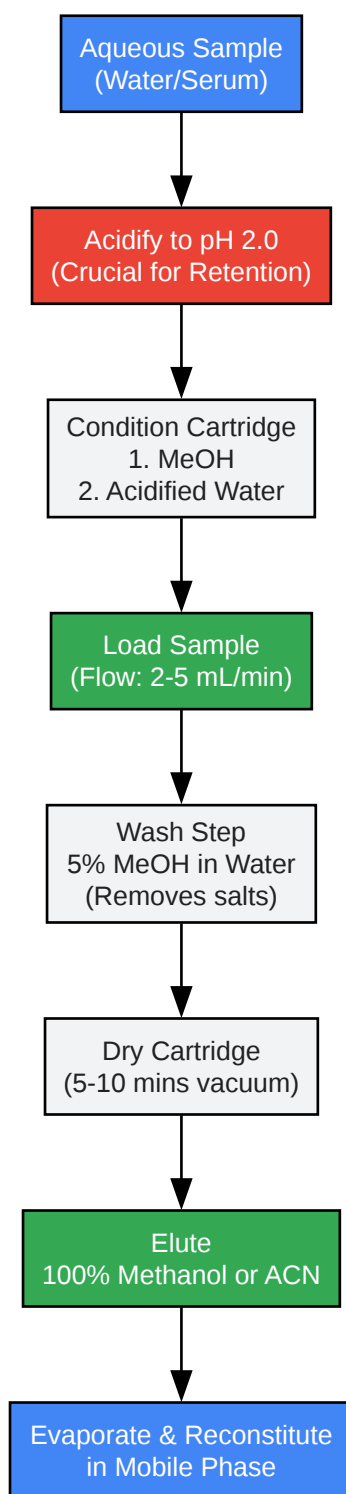 Aqueous Sample
(Water/Serum)
Acidify to pH 2.0
(Crucial for Retention)
Condition Cartridge
1. MeOH
2. Acidified Water
Load Sample
(Flow: 2-5 mL/min)
Wash Step
5% MeOH in Water
(Removes salts)
Dry Cartridge
(5-10 mins vacuum)
Elute
100% Methanol or ACN
Evaporate & Reconstitute
in Mobile Phase